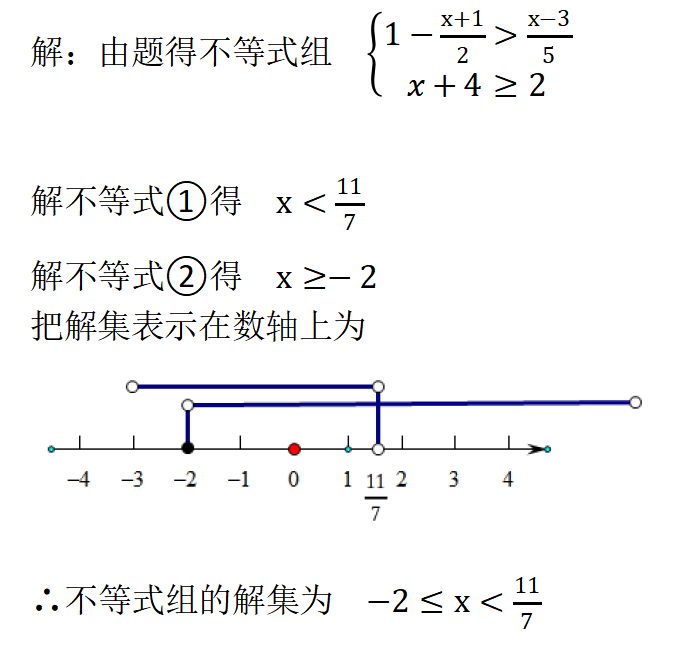 解：由题得不等式组 { 1 − (x+1)/2 > (x−3)/5
x + 4 ≥ 2
解不等式①得 x < 11/7
解不等式②得 x ≥− 2
把解集表示在数轴上为
−4 −3 −2 −1 0 1 11/7 2 3 4
∴不等式组的解集为 −2 ≤ x < 11/7